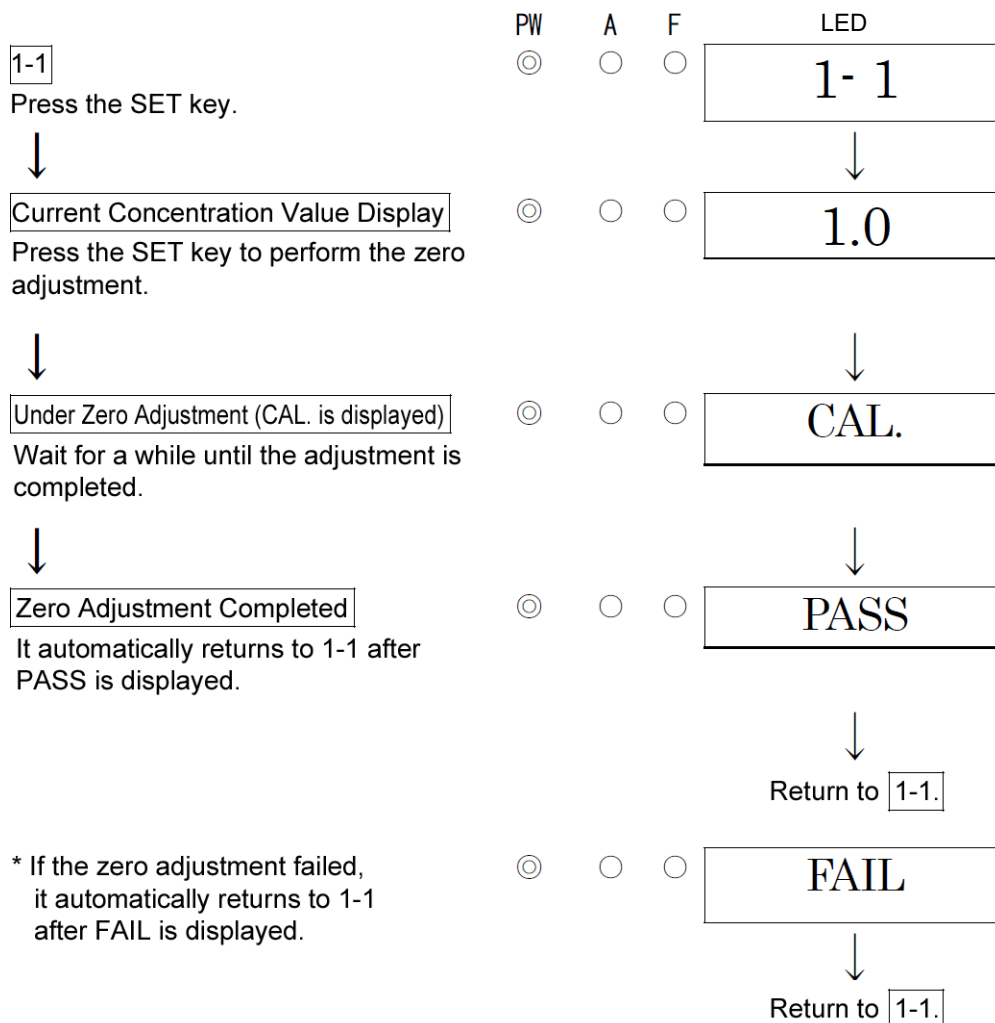 PW A F LED
1-1
1- 1
Press the SET key.
Current Concentration Value Display
1.0
Press the SET key to perform the zero
adjustment.
Under Zero Adjustment (CAL. is displayed)
CAL.
Wait for a while until the adjustment is
completed.
Zero Adjustment Completed
PASS
It automatically returns to 1-1 after
PASS is displayed.
Return to 1-1.
* If the zero adjustment failed,
it automatically returns to 1-1
after FAIL is displayed.
FAIL
Return to 1-1.